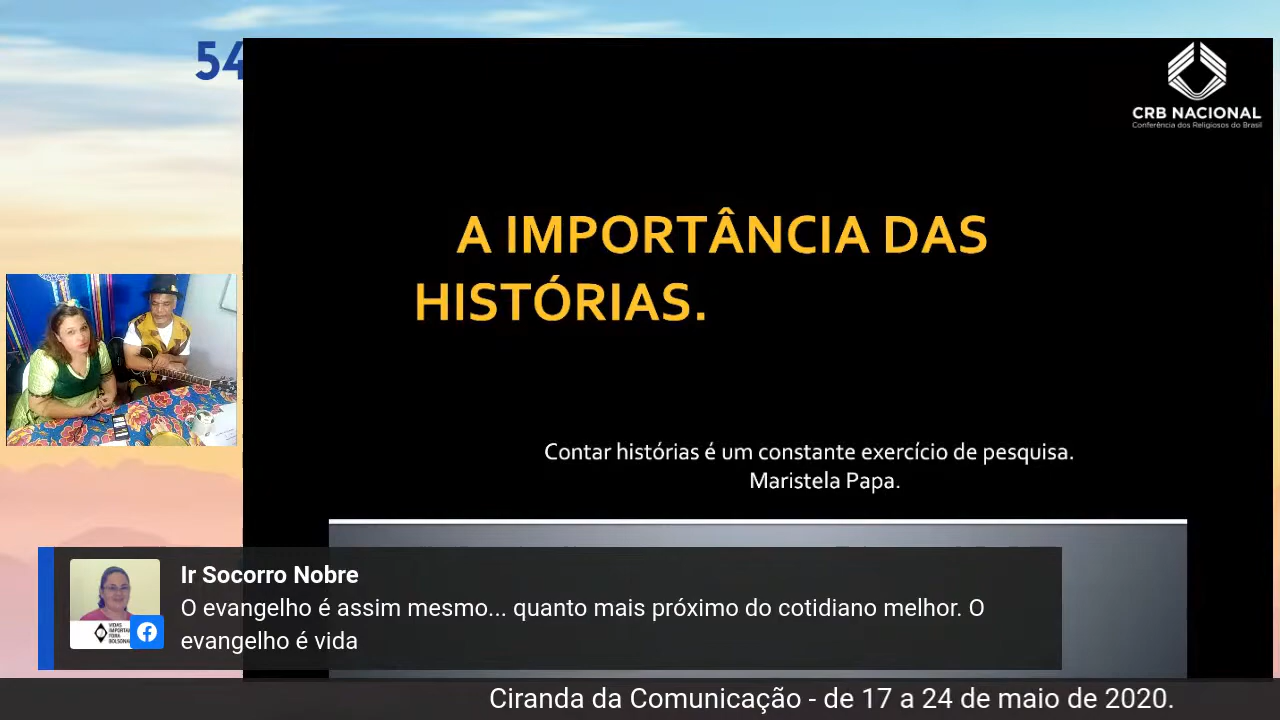 54
CRB NACIONAL
Conferência dos Religiosos do Brasil
A IMPORTÂNCIA DAS
HISTÓRIAS.
Contar histórias é um constante exercício de pesquisa.
Maristela Papa.
Ir Socorro Nobre
O evangelho é assim mesmo... quanto mais próximo do cotidiano melhor. O
evangelho é vida
VIDAS
FORA
Ciranda da Comunicação - de 17 a 24 de maio de 2020.